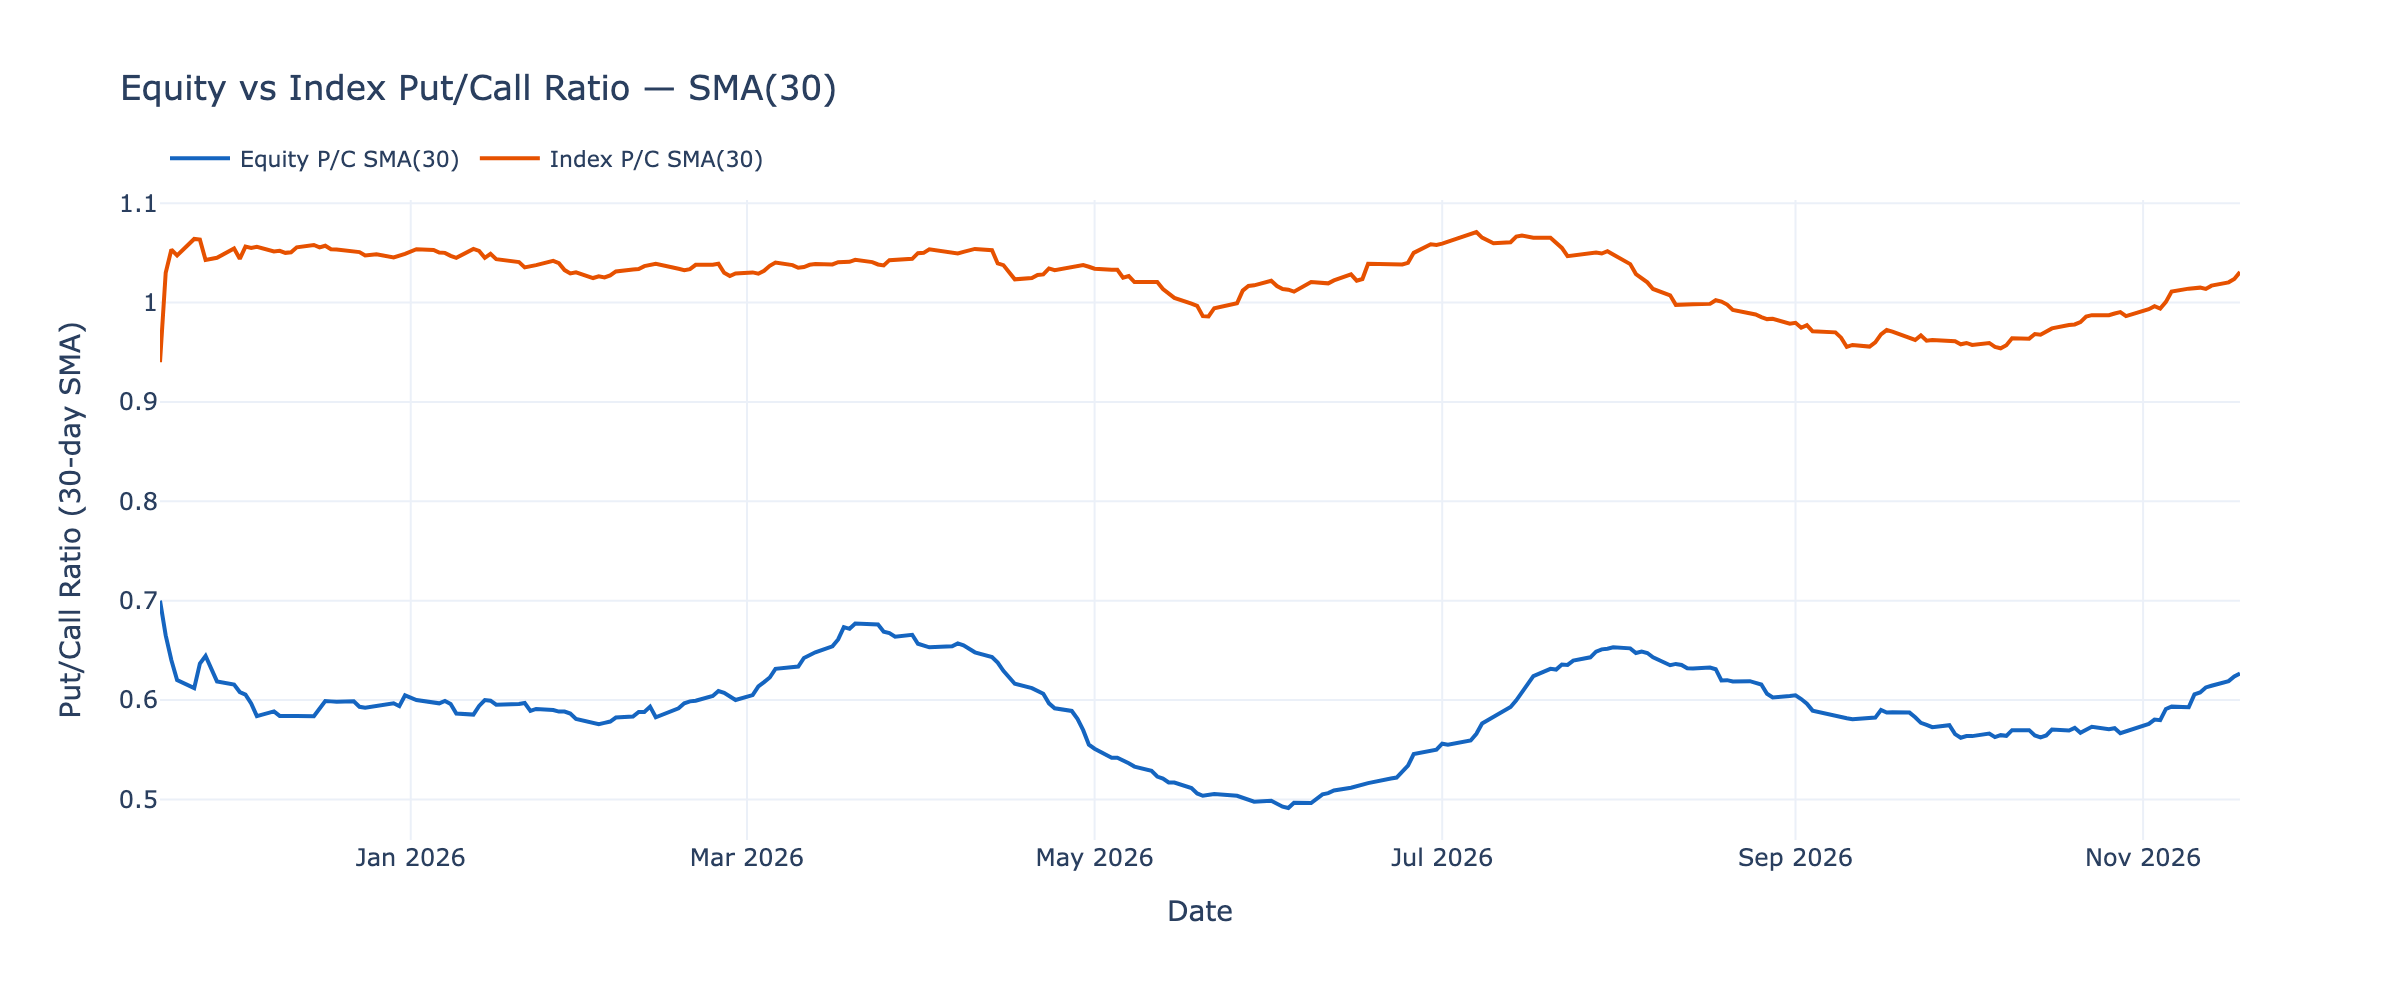 Equity vs Index Put/Call Ratio — SMA(30)
Equity P/C SMA(30) Index P/C SMA(30)
Put/Call Ratio (30-day SMA)
1.1
1
0.9
0.8
0.7
0.6
0.5
Jan 2026 Mar 2026 May 2026 Jul 2026 Sep 2026 Nov 2026
Date